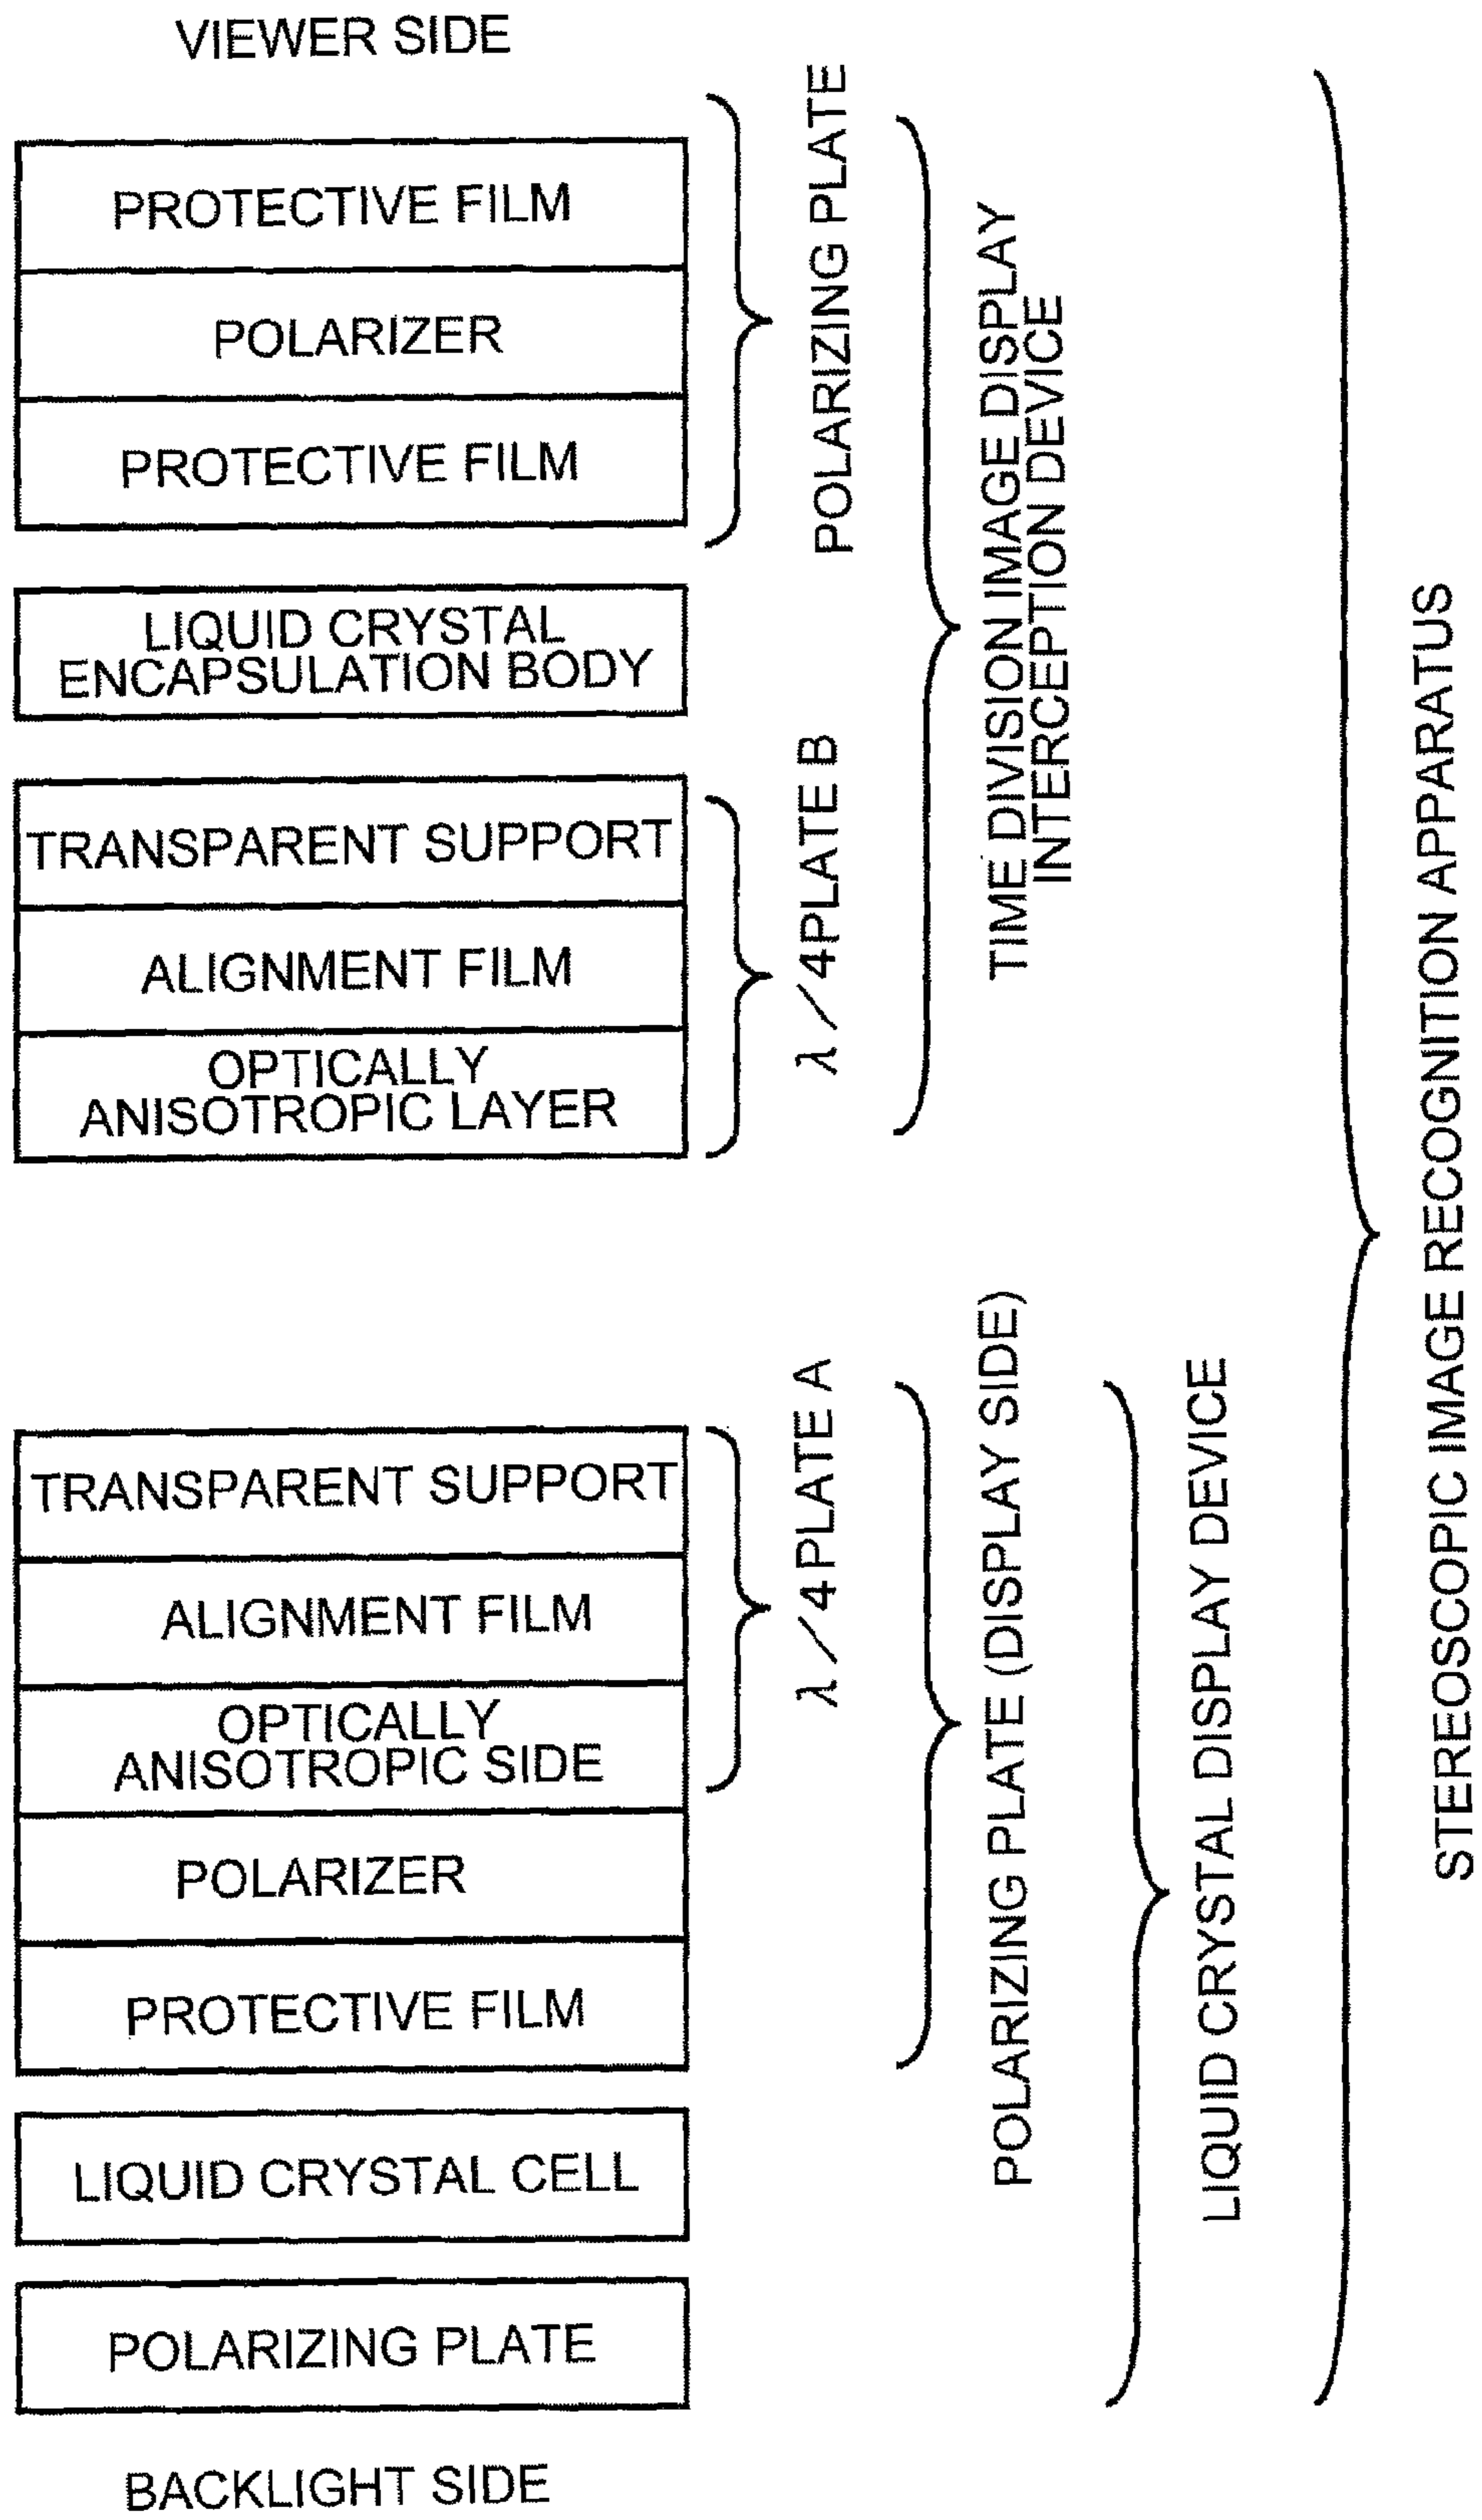 VIEWER SIDE
PROTECTIVE FILM
POLARIZER
PROTECTIVE FILM
POLARIZING PLATE
LIQUID CRYSTAL
ENCAPSULATION BODY
TRANSPARENT SUPPORT
ALIGNMENT FILM
OPTICALLY
ANISOTROPIC LAYER
λ/4PLATE B
TIME DIVISION IMAGE DISPLAY
INTERCEPTION DEVICE
TRANSPARENT SUPPORT
ALIGNMENT FILM
OPTICALLY
ANISOTROPIC SIDE
λ/4PLATE A
POLARIZER
PROTECTIVE FILM
POLARIZING PLATE (DISPLAY SIDE)
LIQUID CRYSTAL CELL
POLARIZING PLATE
LIQUID CRYSTAL DISPLAY DEVICE
STEREOSCOPIC IMAGE RECOGNITION APPARATUS
BACKLIGHT SIDE